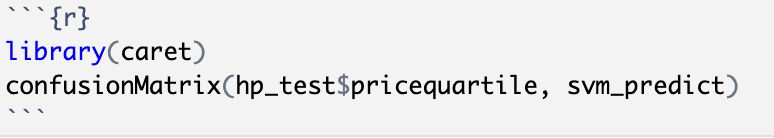 ```{r}
library(caret)
confusionMatrix(hp_test$pricequartile, svm_predict)
```